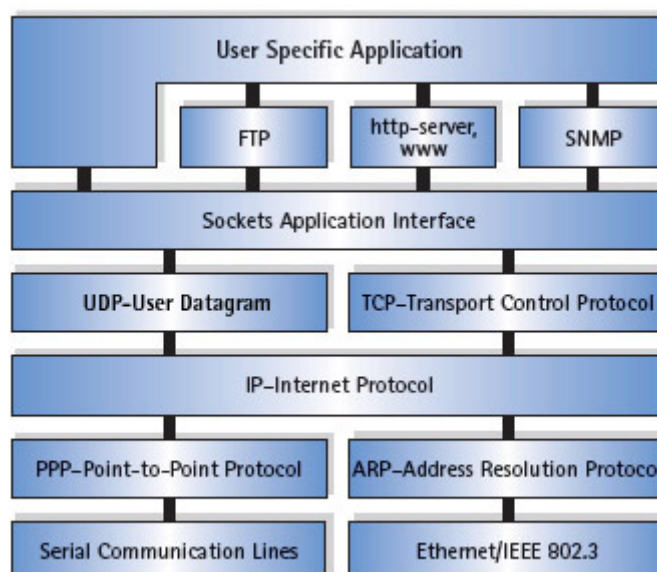 User Specific Application
FTP
http-server,
www
SNMP
Sockets Application Interface
UDP-User Datagram
TCP-Transport Control Protocol
IP-Internet Protocol
PPP-Point-to-Point Protocol
ARP-Address Resolution Protoco
Serial Communication Lines
Ethernet/IEEE 802.3